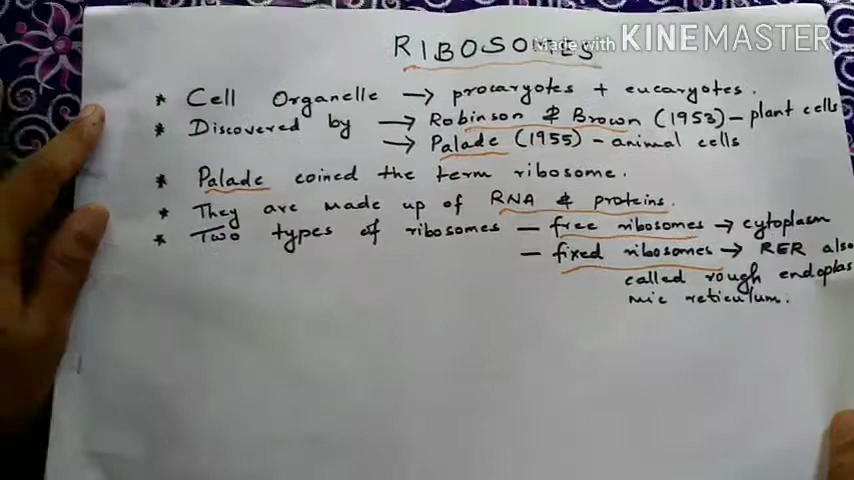 RIBOSOMES
Made with KINEMASTER
* Cell Organelle → procaryotes + eucaryotes.
* Discovered by → Robinson & Brown (1953) - plant cells
→ Palade (1955) - animal cells
* Palade coined the term ribosome.
* They are made up of RNA & proteins.
* Two types of ribosomes - free ribosomes → cytoplasm
- fixed ribosomes → RER also
called rough endoplas
mic reticulum.